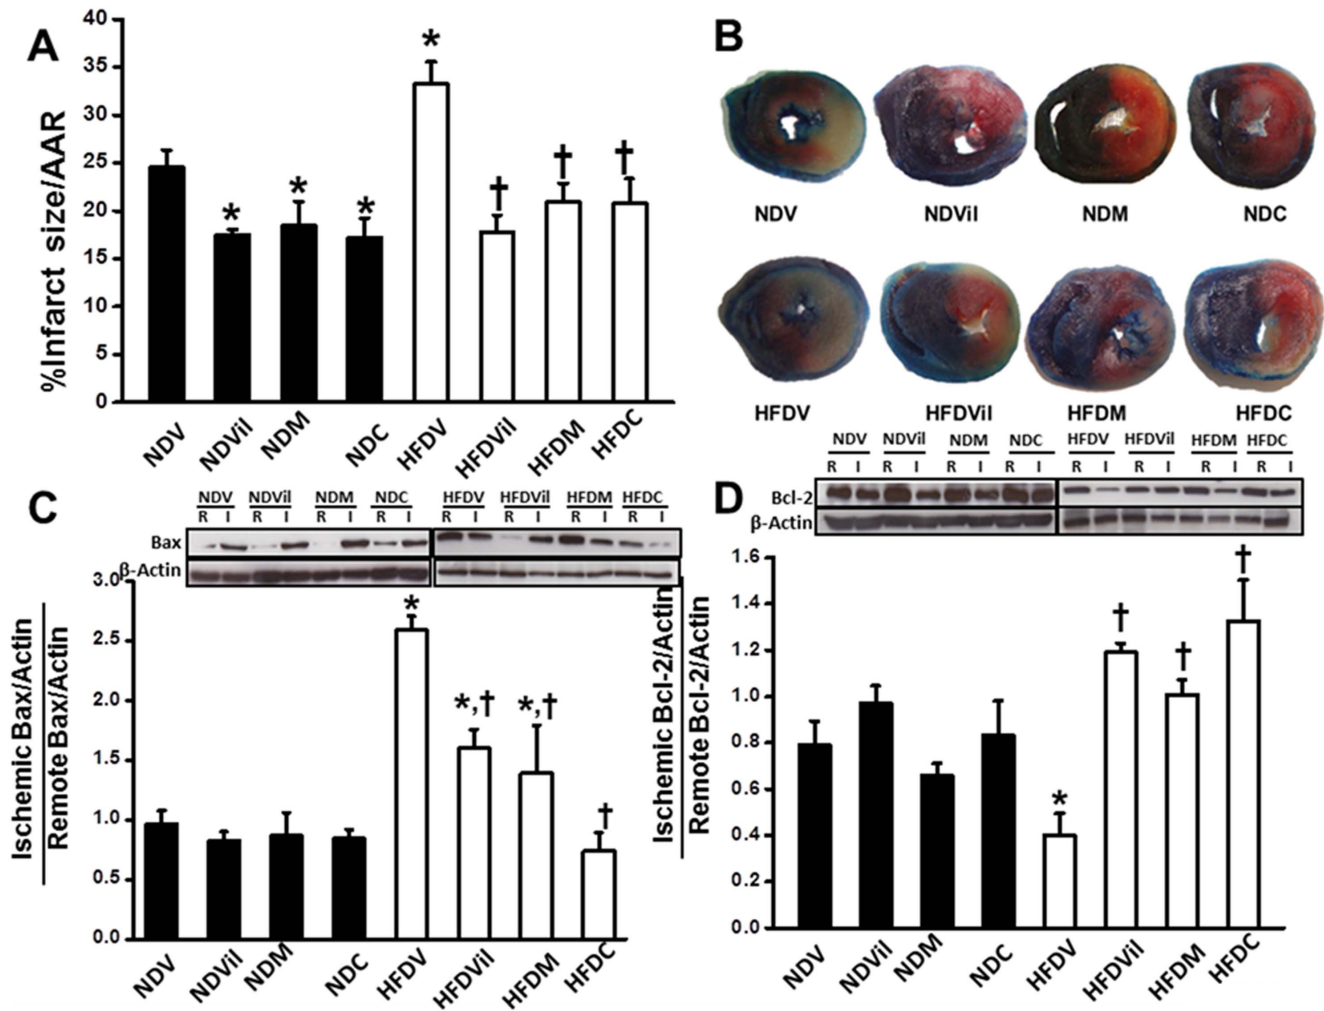 A
%Infarct size/AAR
40
35
30
25
20
15
10
5
0
*
*
*
*
*
†
†
†
NDV
NDVil
NDM
NDC
HFDV
HFDVil
HFDM
HFDC
B
NDV NDVil NDM NDC
HFDV HFDVil HFDM HFDC
C
NDV NDVil NDM NDC HFDV HFDVil HFDM HFDC
R I R I R I R I R I R I R I R I
Bax
β-Actin
Ischemic Bax/Actin
Remote Bax/Actin
3.0
2.5
2.0
1.5
1.0
0.5
0.0
*
*,†
*,†
†
NDV
NDVil
NDM
NDC
HFDV
HFDVil
HFDM
HFDC
D
NDV NDVil NDM NDC HFDV HFDVil HFDM HFDC
R I R I R I R I R I R I R I R I
Bcl-2
β-Actin
Ischemic Bcl-2/Actin
Remote Bcl-2/Actin
1.6
1.4
1.2
1.0
0.8
0.6
0.4
0.2
0.0
*
†
†
†
NDV
NDVil
NDM
NDC
HFDV
HFDVil
HFDM
HFDC